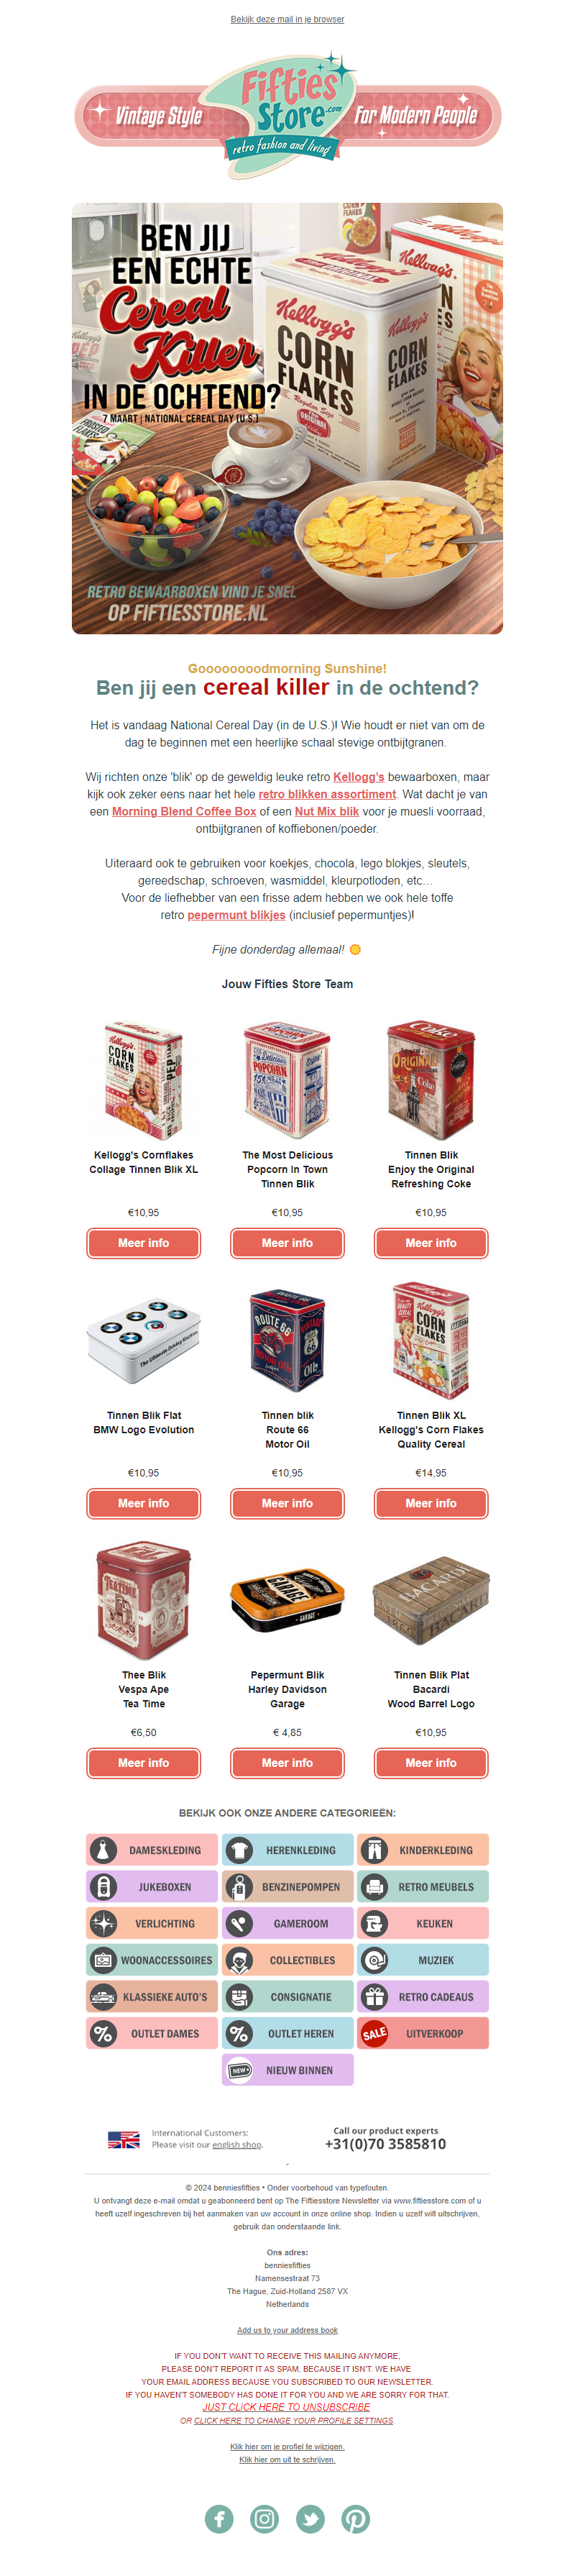 Bekijk deze mail in je browser
Vintage Style
Fifties
Store.com
retro fashion and living
For Modern People
BEN JIJ
EEN ECHTE
Cereal
Killer
IN DE OCHTEND?
7 MAART | NATIONAL CEREAL DAY (U.S.)
Kellogg's
CORN
FLAKES
ORIGINAL
Kellogg's
CORN
FLAKES
Kellogg's
RETRO BEWAARBOXEN VIND JE SNEL
OP FIFTIESSTORE.NL
Goooooooodmorning Sunshine!
Ben jij een cereal killer in de ochtend?
Het is vandaag National Cereal Day (in de U.S.)! Wie houdt er niet van om de
dag te beginnen met een heerlijke schaal stevige ontbijtgranen.
Wij richten onze 'blik' op de geweldig leuke retro Kellogg's bewaarboxen, maar
kijk ook zeker eens naar het hele retro blikken assortiment. Wat dacht je van
een Morning Blend Coffee Box of een Nut Mix blik voor je muesli voorraad,
ontbijtgranen of koffiebonen/poeder.
Uiteraard ook te gebruiken voor koekjes, chocola, lego blokjes, sleutels,
gereedschap, schroeven, wasmiddel, kleurpotloden, etc...
Voor de liefhebber van een frisse adem hebben we ook hele toffe
retro pepermunt blikjes (inclusief pepermuntjes)!
Fijne donderdag allemaal!
Jouw Fifties Store Team
Kellogg's Cornflakes
Collage Tinnen Blik XL
€10,95
Meer info
The Most Delicious
Popcorn In Town
Tinnen Blik
€10,95
Meer info
Tinnen Blik
Enjoy the Original
Refreshing Coke
€10,95
Meer info
Tinnen Blik Flat
BMW Logo Evolution
€10,95
Meer info
Tinnen blik
Route 66
Motor Oil
€10,95
Meer info
Tinnen Blik XL
Kellogg's Corn Flakes
Quality Cereal
€14,95
Meer info
Thee Blik
Vespa Ape
Tea Time
€6,50
Meer info
Pepermunt Blik
Harley Davidson
Garage
€ 4,85
Meer info
Tinnen Blik Plat
Bacardi
Wood Barrel Logo
€10,95
Meer info
BEKIJK OOK ONZE ANDERE CATEGORIEËN:
DAMESKLEDING
HERENKLEDING
KINDERKLEDING
JUKEBOXEN
BENZINEPOMPEN
RETRO MEUBELS
VERLICHTING
GAMEROOM
KEUKEN
WOONACCESSOIRES
COLLECTIBLES
MUZIEK
KLASSIEKE AUTO'S
CONSIGNATIE
RETRO CADEAUS
OUTLET DAMES
OUTLET HEREN
SALE UITVERKOOP
NEW NIEUW BINNEN
International Customers:
Please visit our english shop.
Call our product experts
+31(0)70 3585810
-
© 2024 benniesfifties • Onder voorbehoud van typefouten.
U ontvangt deze e-mail omdat u geabonneerd bent op The Fiftiesstore Newsletter via www.fiftiesstore.com of u
heeft uzelf ingeschreven bij het aanmaken van uw account in onze online shop. Indien u uzelf wilt uitschrijven,
gebruik dan onderstaande link.
Ons adres:
benniesfifties
Namensestraat 73
The Hague, Zuid-Holland 2587 VX
Netherlands
Add us to your address book
IF YOU DON'T WANT TO RECEIVE THIS MAILING ANYMORE,
PLEASE DON'T REPORT IT AS SPAM, BECAUSE IT ISN'T. WE HAVE
YOUR EMAIL ADDRESS BECAUSE YOU SUBSCRIBED TO OUR NEWSLETTER.
IF YOU HAVEN'T SOMEBODY HAS DONE IT FOR YOU AND WE ARE SORRY FOR THAT.
JUST CLICK HERE TO UNSUBSCRIBE
OR CLICK HERE TO CHANGE YOUR PROFILE SETTINGS.
Klik hier om je profiel te wijzigen.
Klik hier om uit te schrijven.